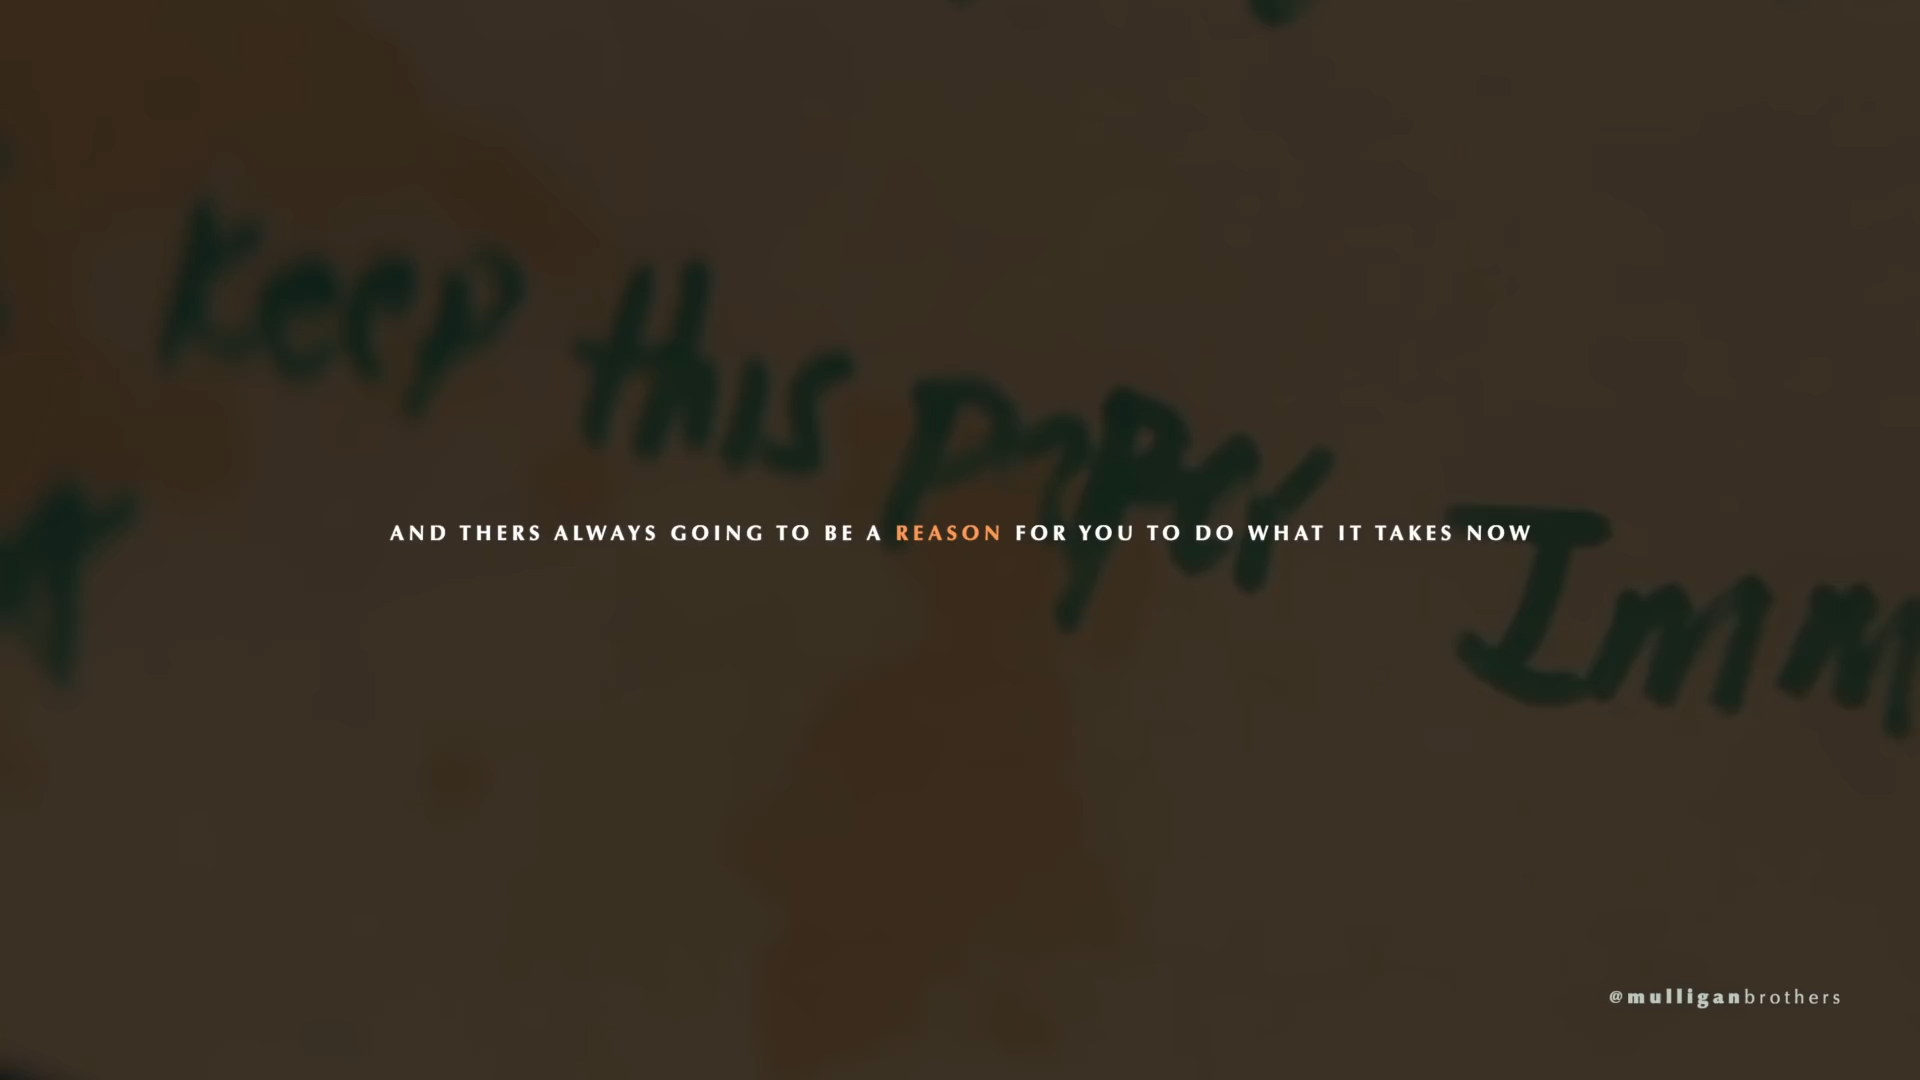 keep this paper Imm
AND THERS ALWAYS GOING TO BE A REASON FOR YOU TO DO WHAT IT TAKES NOW
@mulliganbrothers